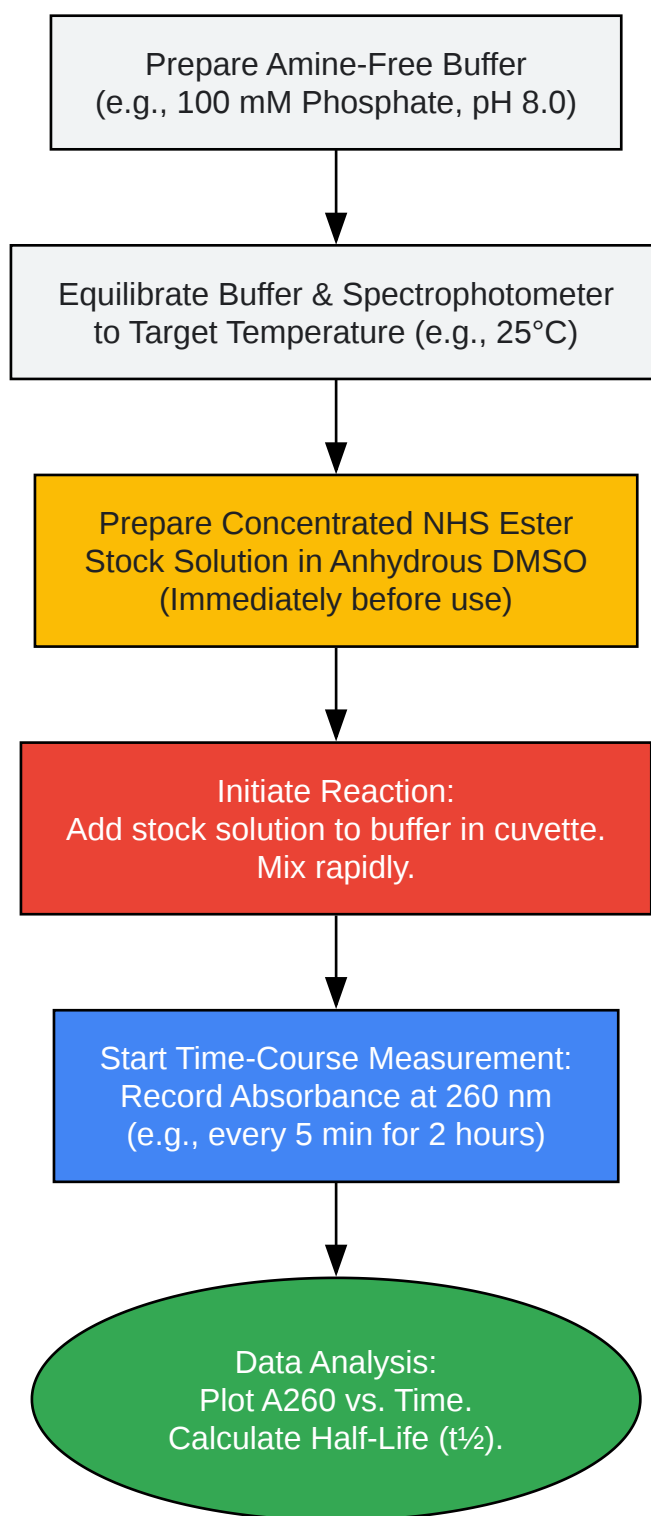 Prepare Amine-Free Buffer
(e.g., 100 mM Phosphate, pH 8.0)
Equilibrate Buffer & Spectrophotometer
to Target Temperature (e.g., 25°C)
Prepare Concentrated NHS Ester
Stock Solution in Anhydrous DMSO
(Immediately before use)
Initiate Reaction:
Add stock solution to buffer in cuvette.
Mix rapidly.
Start Time-Course Measurement:
Record Absorbance at 260 nm
(e.g., every 5 min for 2 hours)
Data Analysis:
Plot A260 vs. Time.
Calculate Half-Life (t½).